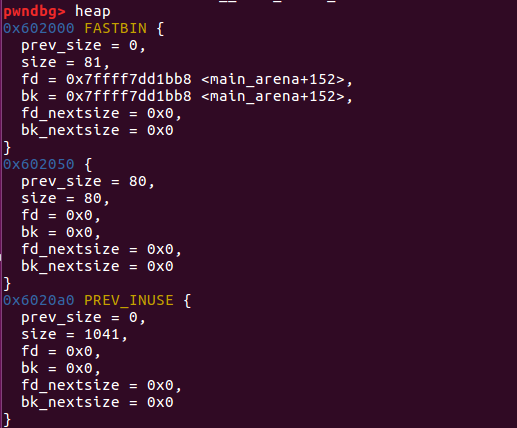 pwndbg> heap
0x602000 FASTBIN {
  prev_size = 0,
  size = 81,
  fd = 0x7ffff7dd1bb8 <main_arena+152>,
  bk = 0x7ffff7dd1bb8 <main_arena+152>,
  fd_nextsize = 0x0,
  bk_nextsize = 0x0
}
0x602050 {
  prev_size = 80,
  size = 80,
  fd = 0x0,
  bk = 0x0,
  fd_nextsize = 0x0,
  bk_nextsize = 0x0
}
0x6020a0 PREV_INUSE {
  prev_size = 0,
  size = 1041,
  fd = 0x0,
  bk = 0x0,
  fd_nextsize = 0x0,
  bk_nextsize = 0x0
}